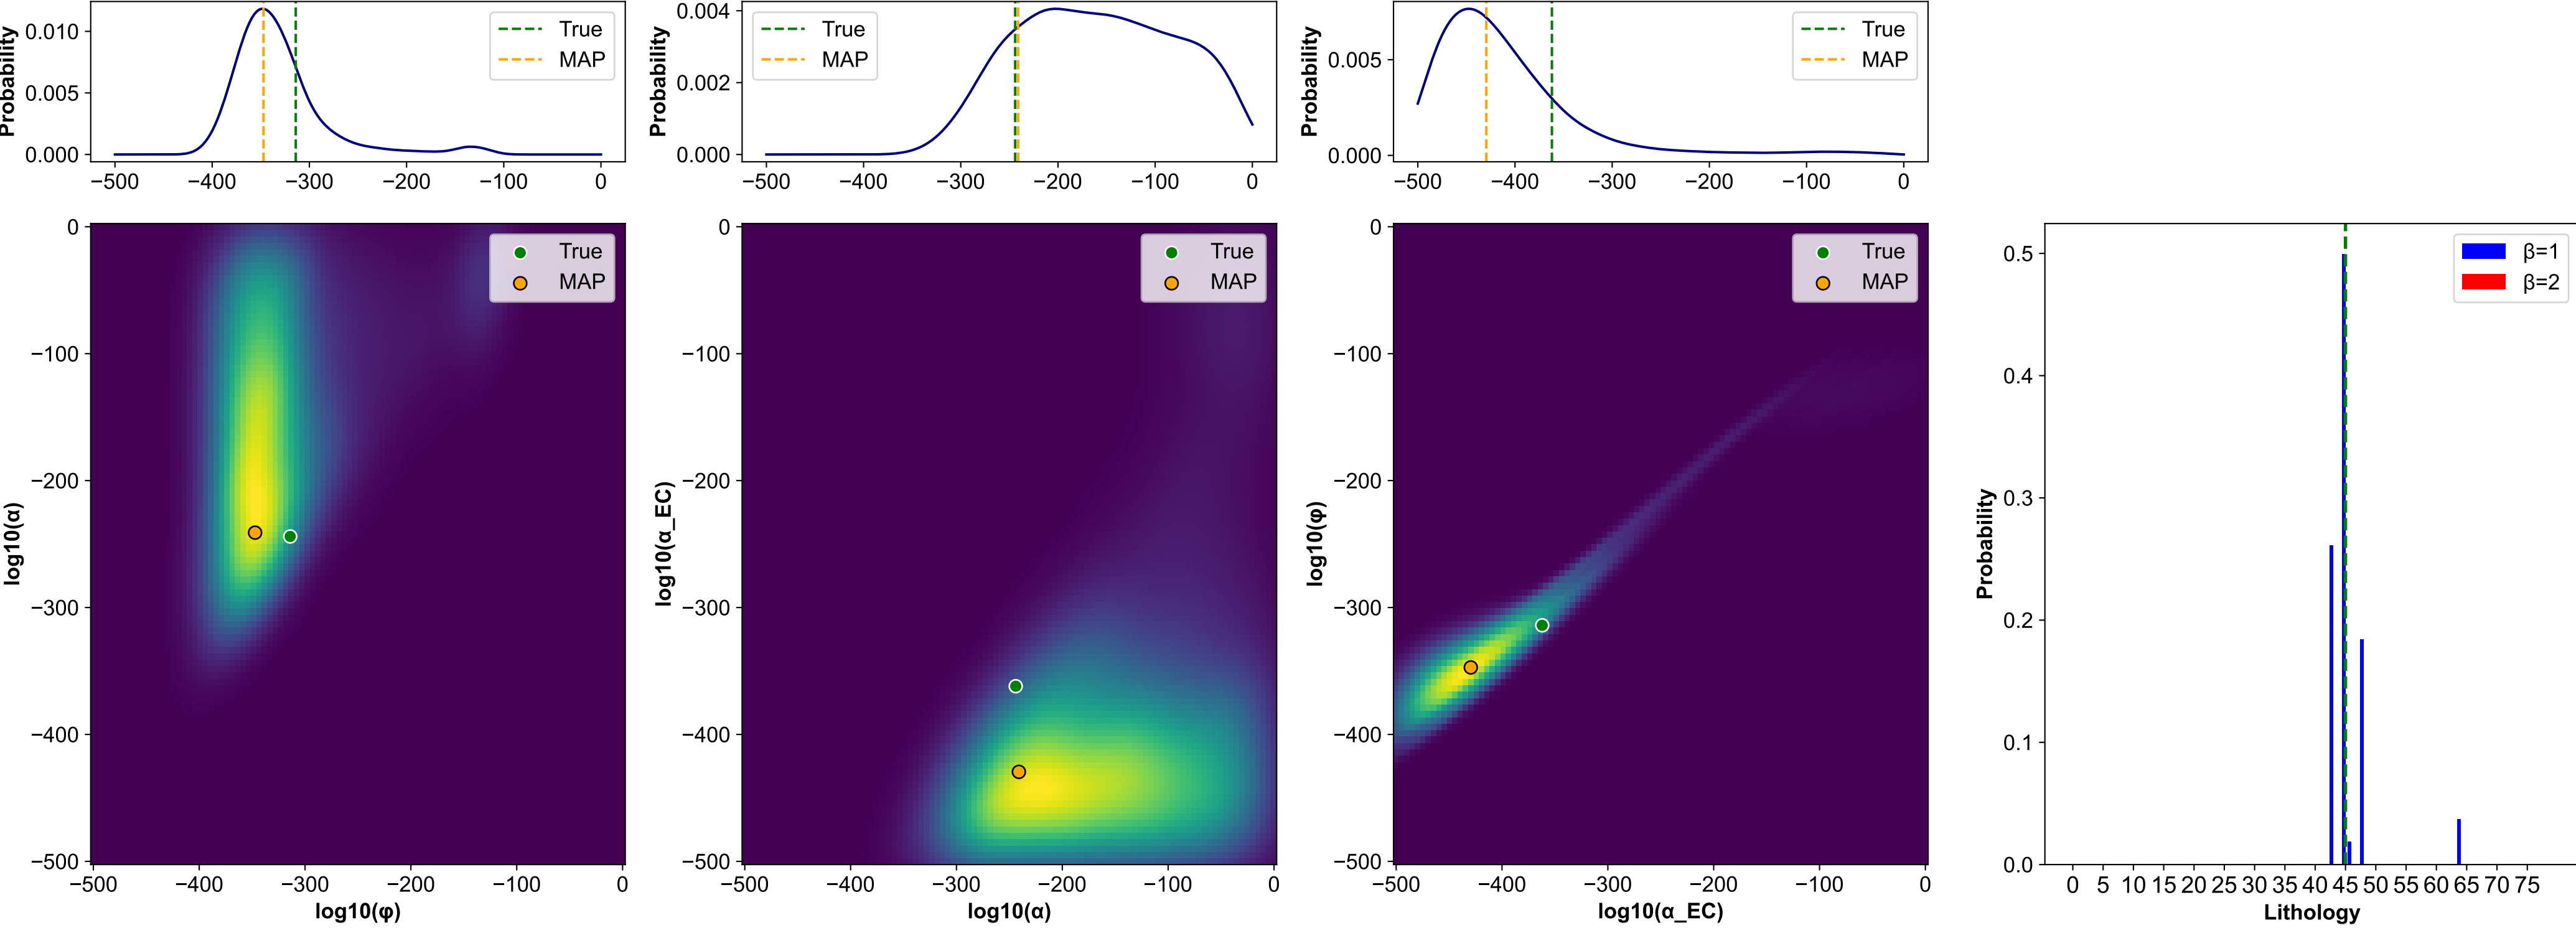 Probability
0.010
0.005
0.000
−500 −400 −300 −200 −100 0
True
MAP
Probability
0.004
0.002
0.000
−500 −400 −300 −200 −100 0
True
MAP
Probability
0.005
0.000
−500 −400 −300 −200 −100 0
True
MAP
log10(α)
0
−100
−200
−300
−400
−500
True
MAP
−500 −400 −300 −200 −100 0
log10(φ)
log10(α_EC)
0
−100
−200
−300
−400
−500
True
MAP
−500 −400 −300 −200 −100 0
log10(α)
log10(φ)
0
−100
−200
−300
−400
−500
True
MAP
−500 −400 −300 −200 −100 0
log10(α_EC)
Probability
0.5
0.4
0.3
0.2
0.1
0.0
β=1
β=2
0 5 10 15 20 25 30 35 40 45 50 55 60 65 70 75
Lithology